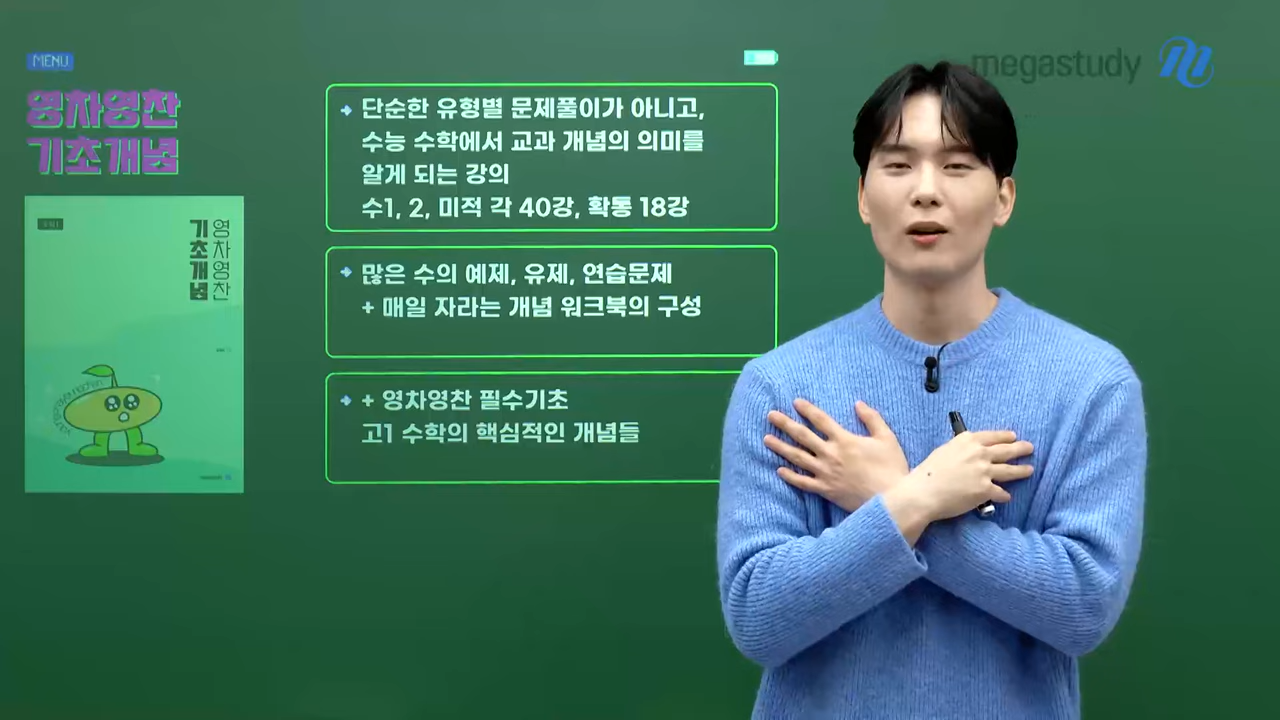 MENU
영차영찬
기초개념
기초개념
영차영찬
단순한 유형별 문제풀이가 아니고,
수능 수학에서 교과 개념의 의미를
알게 되는 강의
수1, 2, 미적 각 40강, 확통 18강
많은 수의 예제, 유제, 연습문제
+ 매일 자라는 개념 워크북의 구성
+ 영차영찬 필수기초
고1 수학의 핵심적인 개념들
megastudy